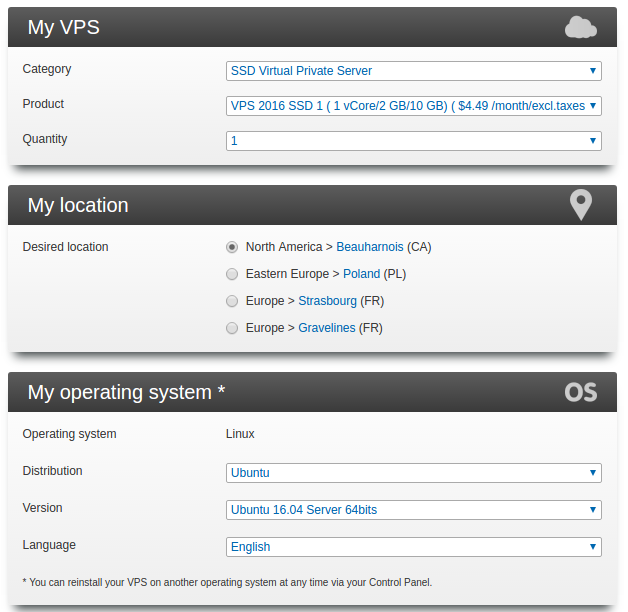 My VPS
Category
SSD Virtual Private Server
Product
VPS 2016 SSD 1 ( 1 vCore/2 GB/10 GB) ( $4.49 /month/excl.taxes
Quantity
1
My location
Desired location
North America > Beauharnois (CA)
Eastern Europe > Poland (PL)
Europe > Strasbourg (FR)
Europe > Gravelines (FR)
My operating system *
OS
Operating system
Linux
Distribution
Ubuntu
Version
Ubuntu 16.04 Server 64bits
Language
English
* You can reinstall your VPS on another operating system at any time via your Control Panel.